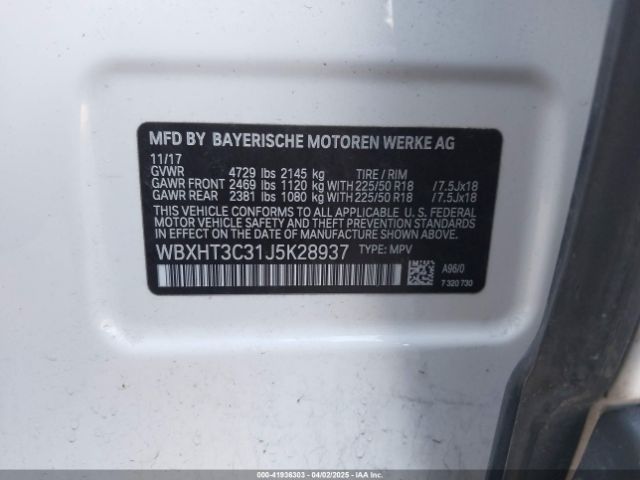 MFD BY BAYERISCHE MOTOREN WERKE AG
11/17
GVWR 4729 lbs 2145 kg TIRE / RIM
GAWR FRONT 2469 lbs 1120 kg WITH 225/50 R18 /7.5Jx18
GAWR REAR 2381 lbs 1080 kg WITH 225/50 R18 /7.5Jx18
THIS VEHICLE CONFORMS TO ALL APPLICABLE U. S. FEDERAL
MOTOR VEHICLE SAFETY AND THEFT PREVENTION STANDARDS
IN EFFECT ON THE DATE OF MANUFACTURE SHOWN ABOVE.
WBXHT3C31J5K28937 TYPE: MPV
A96/0
7 320 730
000-41936303 04/02/2025 COPYRIGHT IAA, LLC.